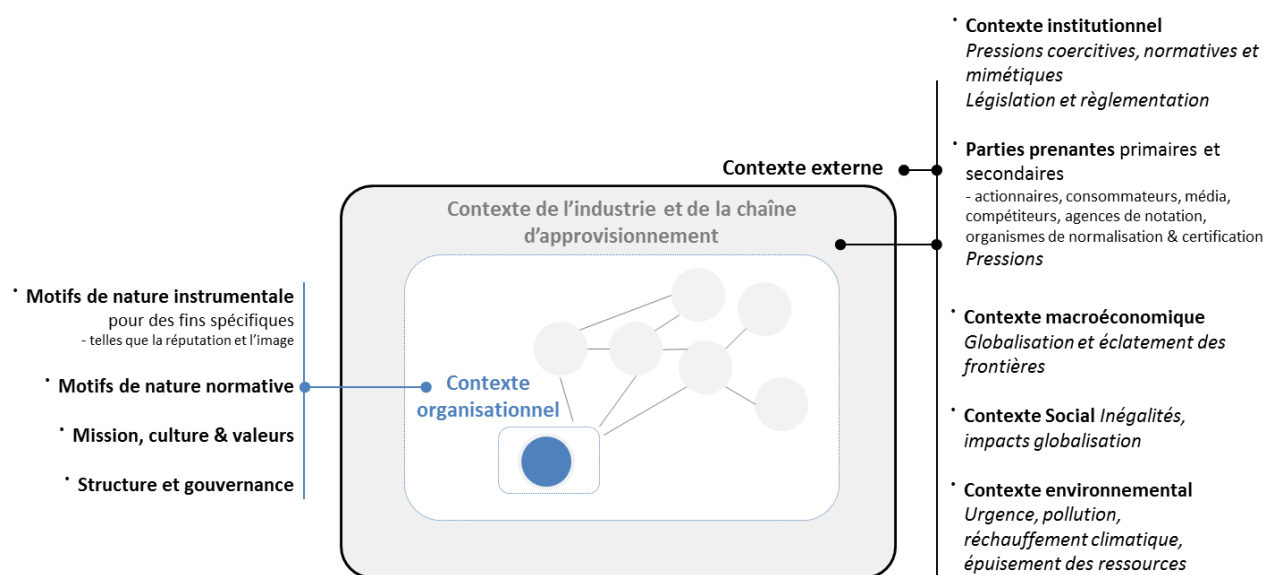 · Contexte institutionnel
Pressions coercitives, normatives et
mimétiques
Législation et règlementation
· Parties prenantes primaires et
secondaires
- actionnaires, consommateurs, média,
compétiteurs, agences de notation,
organismes de normalisation & certification
Pressions
· Contexte macroéconomique
Globalisation et éclatement des
frontières
· Contexte Social Inégalités,
impacts globalisation
· Contexte environnemental
Urgence, pollution,
réchauffement climatique,
épuisement des ressources
Contexte externe
Contexte de l’industrie et de la chaîne
d’approvisionnement
Contexte
organisationnel
· Motifs de nature instrumentale
pour des fins spécifiques
- telles que la réputation et l’image
· Motifs de nature normative
· Mission, culture & valeurs
· Structure et gouvernance